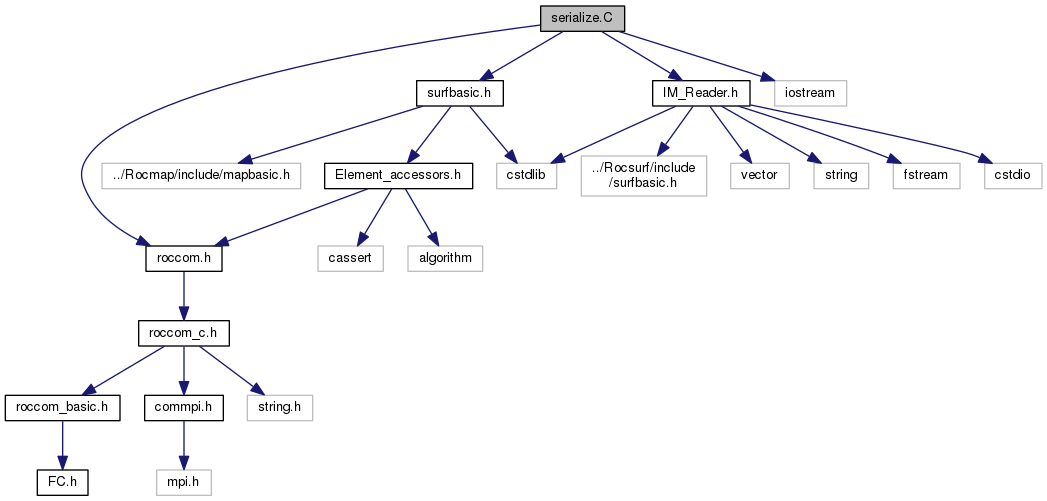 serialize.C
surfbasic.h
IM_Reader.h
iostream
../Rocmap/include/mapbasic.h
Element_accessors.h
cstdlib
../Rocsurf/include
/surfbasic.h
vector
string
fstream
cstdio
roccom.h
cassert
algorithm
roccom_c.h
roccom_basic.h
commpi.h
string.h
FC.h
mpi.h